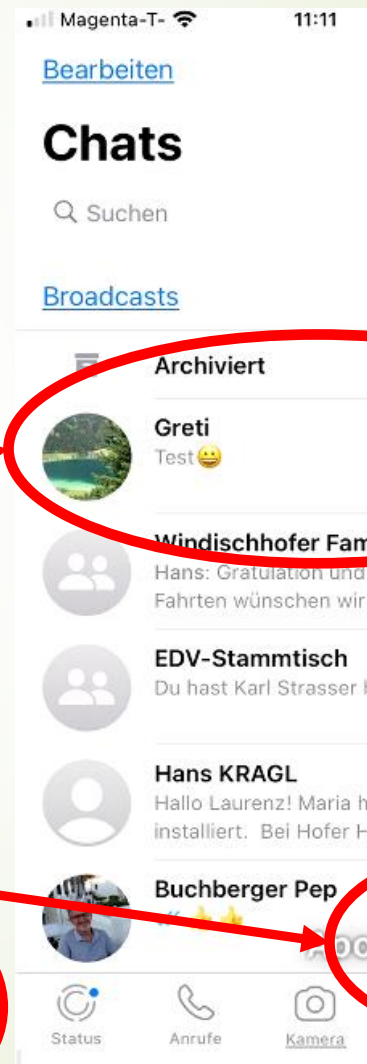 Magenta-T- 11:11
Bearbeiten
Chats
Suchen
Broadcasts
Archiviert
Greti
Test😀
Windischhofer Fam
Hans: Gratulation und
Fahrten wünschen wir
EDV-Stammtisch
Du hast Karl Strasser
Hans KRAGL
Hallo Laurenz! Maria h
installiert. Bei Hofer H
Buchberger Pep
👍👍
Status Anrufe Kamera